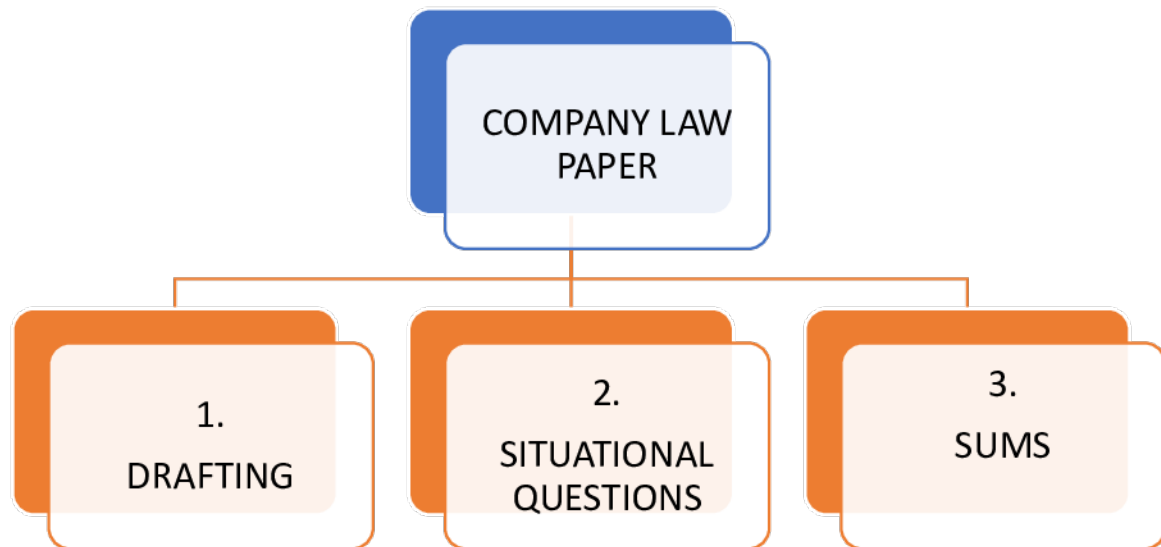 COMPANY LAW
PAPER
1.
DRAFTING
2.
SITUATIONAL
QUESTIONS
3.
SUMS